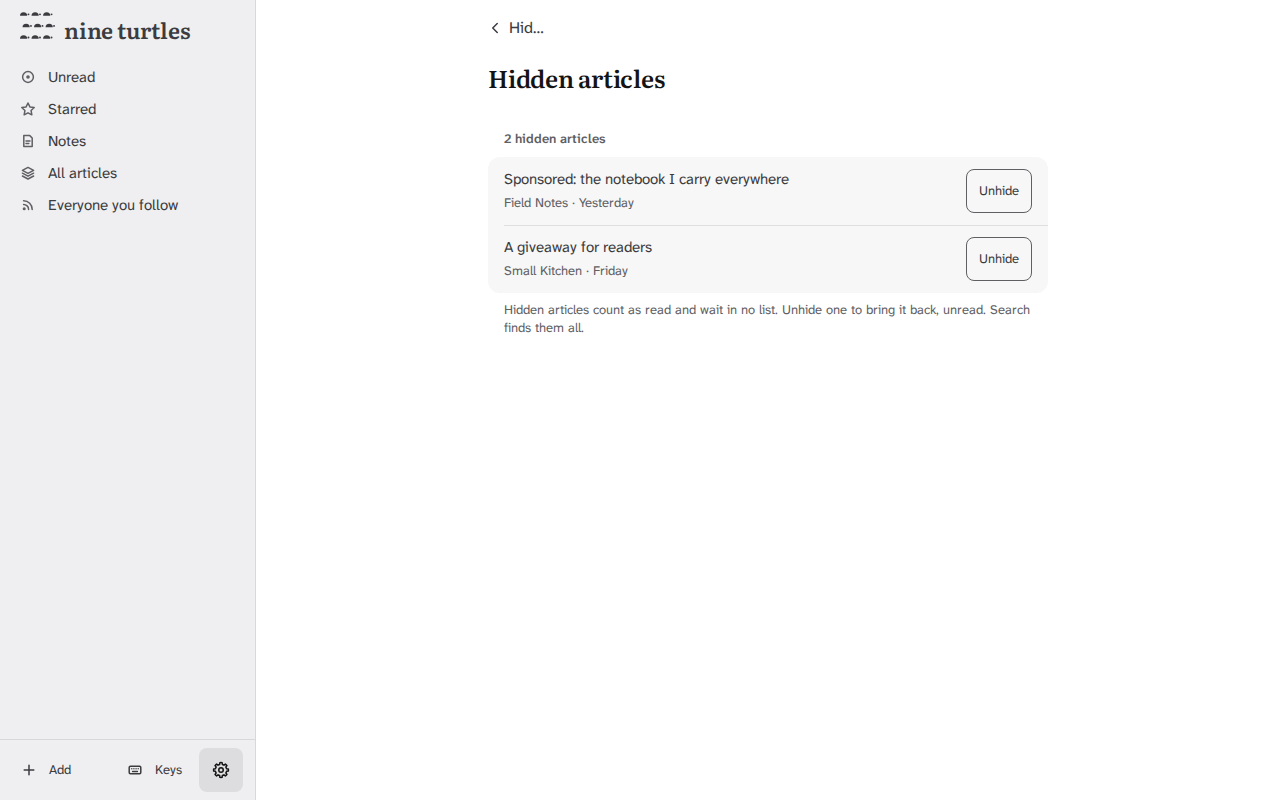 nine turtles
Unread
Starred
Notes
All articles
Everyone you follow
Add
Keys
Hid...
Hidden articles
2 hidden articles
Sponsored: the notebook I carry everywhere
Field Notes · Yesterday
Unhide
A giveaway for readers
Small Kitchen · Friday
Unhide
Hidden articles count as read and wait in no list. Unhide one to bring it back, unread. Search
finds them all.